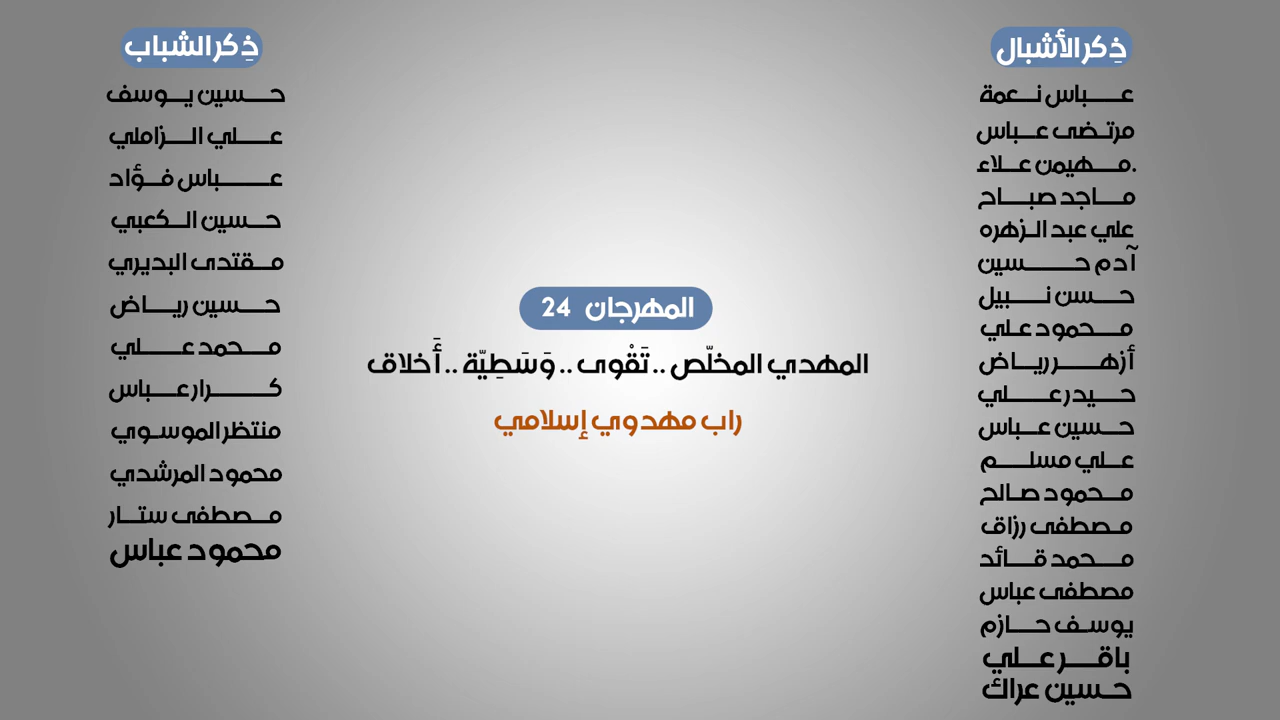 ذِكر الأشبال
عباس نعمة
مرتضى عباس
مهيمن علاء.
ماجد صباح
علي عبد الزهره
آدم حسين
حسن نبيل
محمود علي
أزهر رياض
حيدر علي
حسين عباس
علي مسلم
محمود صالح
مصطفى رزاق
محمد قائد
مصطفى عباس
يوسف حازم
باقر علي
حسين عراك
المهرجان 24
المهدي المخلّص .. تَقْوى .. وَسَطِيّة .. أَخلاق
راب مهدوي إسلامي
ذِكر الشباب
حسين يوسف
علي الزاملي
عباس فؤاد
حسين الكعبي
مقتدى البديري
حسين رياض
محمد علي
كرار عباس
منتظر الموسوي
محمود المرشدي
مصطفى ستار
محمود عباس